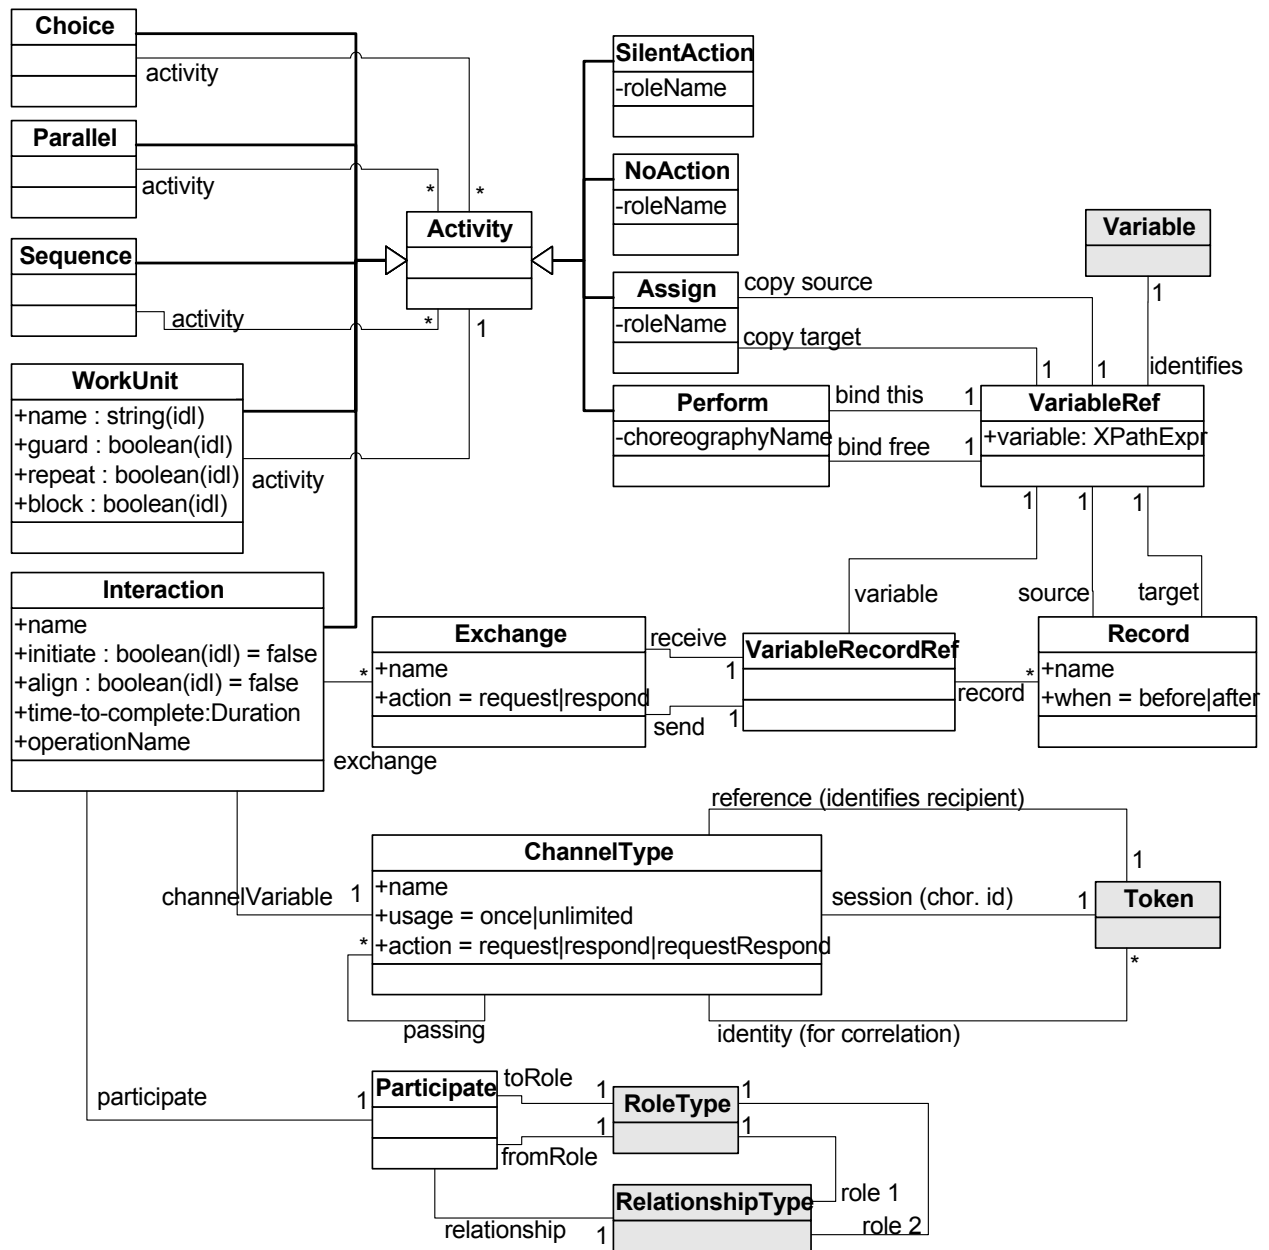 Choice
activity
Parallel
activity
*
*
Sequence
activity
*
1
Activity
WorkUnit
+name : string(idl)
+guard : boolean(idl)
+repeat : boolean(idl)
+block : boolean(idl)
activity
SilentAction
-roleName
NoAction
-roleName
Assign
-roleName
copy source
copy target
Perform
-choreographyName
bind this
1
bind free
1
Variable
1
identifies
1
1
VariableRef
+variable: XPathExpr
1
1
1
variable
source
target
Interaction
+name
+initiate : boolean(idl) = false
+align : boolean(idl) = false
+time-to-complete:Duration
+operationName
*
exchange
Exchange
+name
+action = request|respond
receive
1
send
1
VariableRecordRef
record
*
Record
+name
+when = before|after
reference (identifies recipient)
1
channelVariable
1
ChannelType
+name
+usage = once|unlimited
+action = request|respond|requestRespond
*
passing
session (chor. id)
1
Token
*
identity (for correlation)
participate
1
Participate
toRole
1
fromRole
1
RoleType
1
1
relationship
1
RelationshipType
role 1
role 2